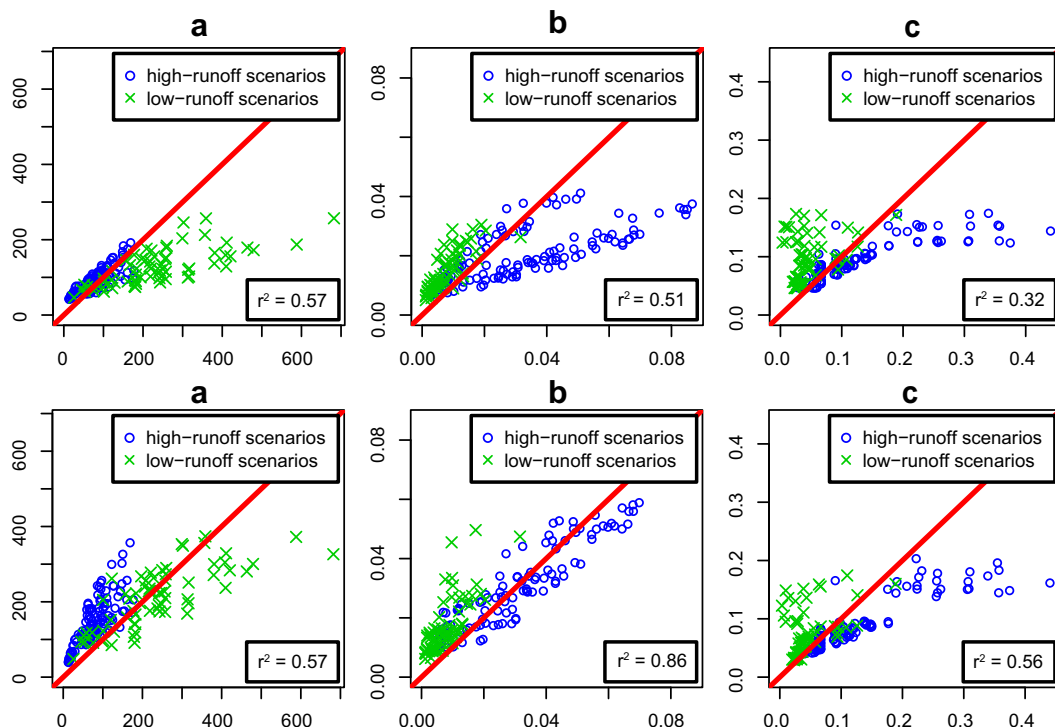 a b c
700
600
500
400
300
200
100
0
high−runoff scenarios
low−runoff scenarios
r² = 0.57
0 200 400 600
0.08
0.04
0.00
high−runoff scenarios
low−runoff scenarios
r² = 0.51
0.00 0.04 0.08
0.4
0.3
0.2
0.1
0.0
high−runoff scenarios
low−runoff scenarios
r² = 0.32
0.0 0.1 0.2 0.3 0.4
a b c
600
400
200
0
high−runoff scenarios
low−runoff scenarios
r² = 0.57
0 200 400 600
0.08
0.04
0.00
high−runoff scenarios
low−runoff scenarios
r² = 0.86
0.00 0.04 0.08
0.4
0.3
0.2
0.1
0.0
high−runoff scenarios
low−runoff scenarios
r² = 0.56
0.0 0.1 0.2 0.3 0.4